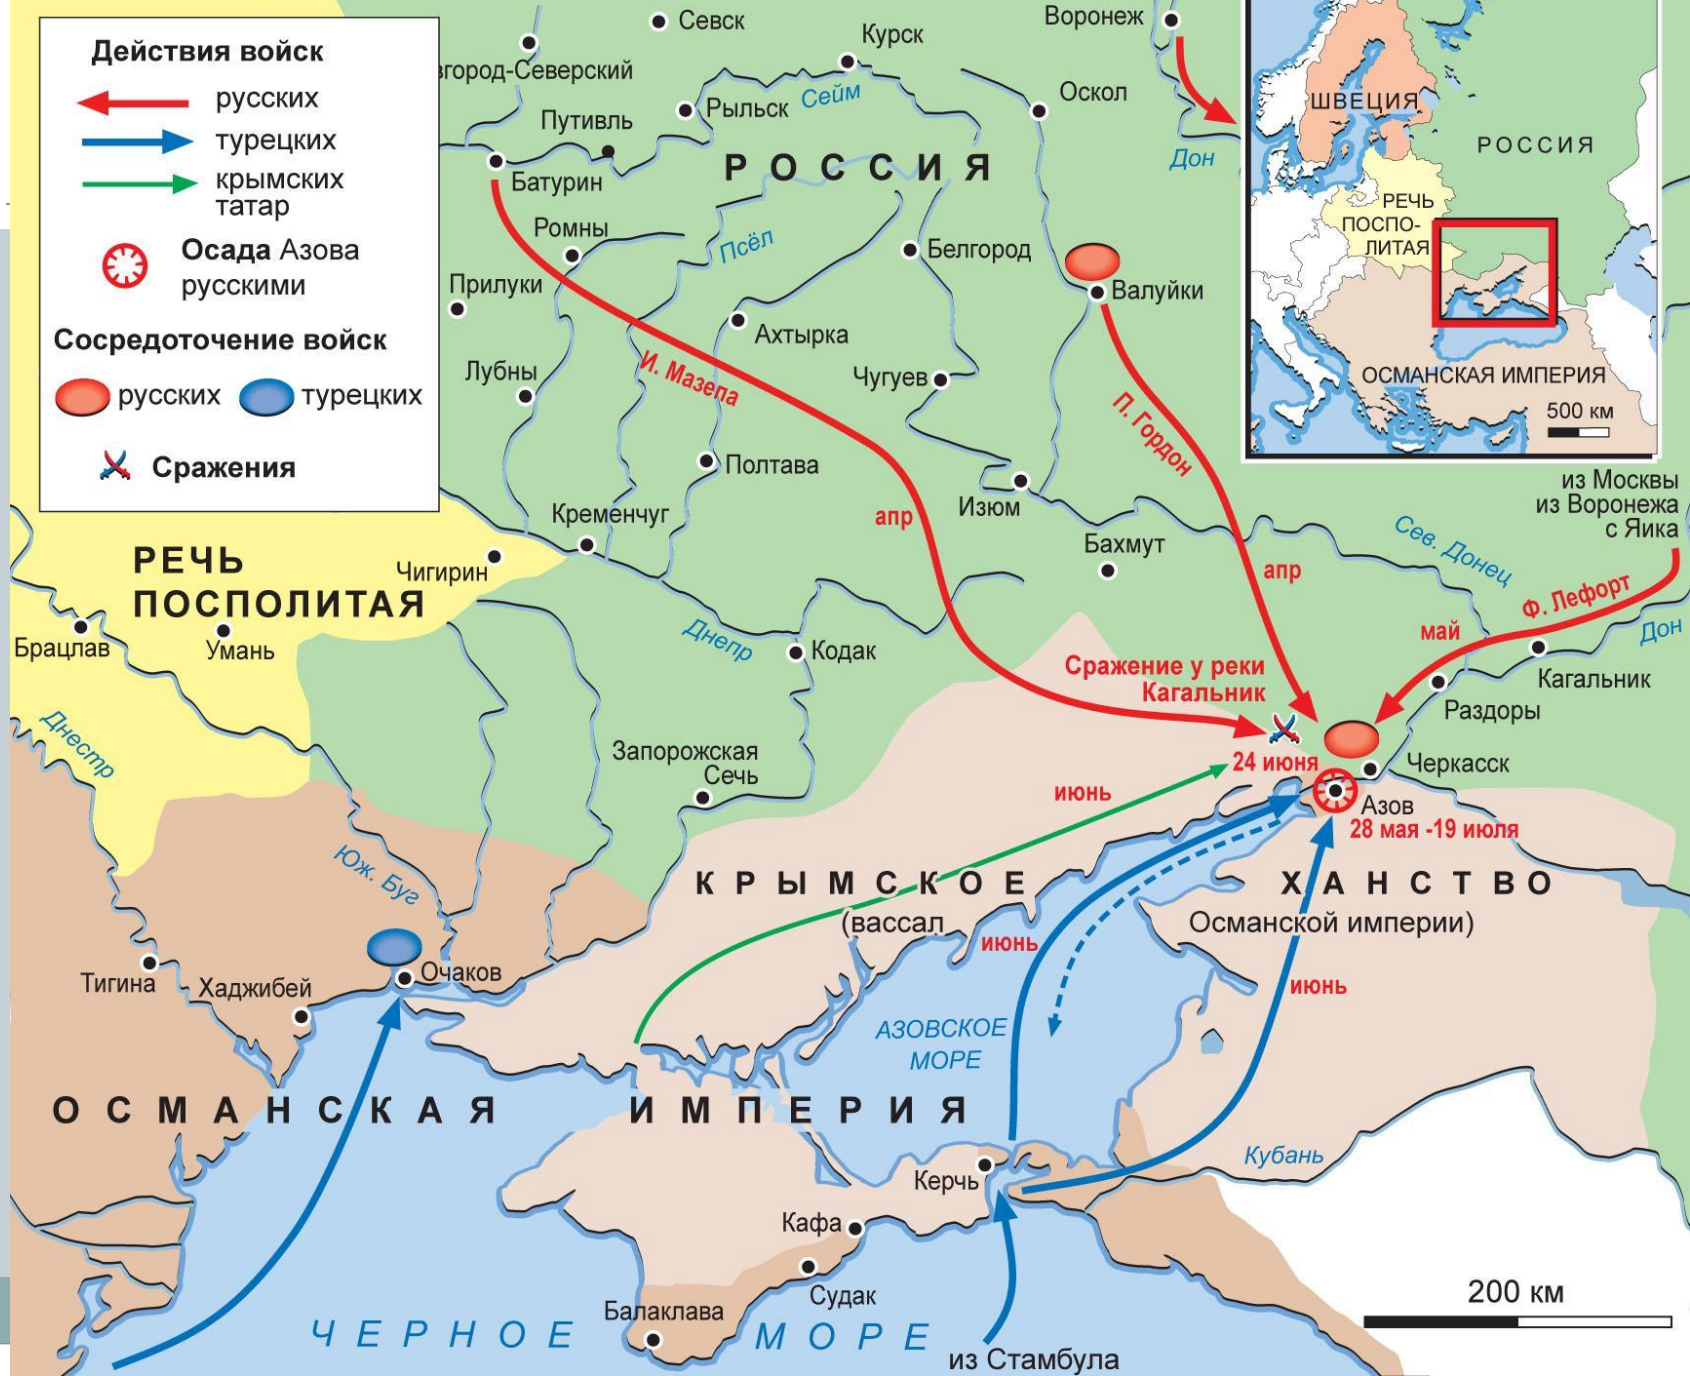 Действия войск
русских
турецких
крымских
татар
Осада Азова
русскими
Сосредоточение войск
русских
турецких
Сражения
Севск
Воронеж
Курск
вгород-Северский
Рыльск
Сейм
Оскол
Путивль
Дон
РОССИЯ
Батурин
Ромны
Псёл
Белгород
Прилуки
Валуйки
Ахтырка
Лубны
И. Мазепа
Чугуев
П. Гордон
Полтава
Изюм
Кременчуг
апр
Бахмут
Сев. Донец
ШВЕЦИЯ
РОССИЯ
РЕЧЬ
ПОСПО-
ЛИТАЯ
ОСМАНСКАЯ ИМПЕРИЯ
500 км
из Москвы
из Воронежа
с Яика
РЕЧЬ
ПОСПОЛИТАЯ
Чигирин
апр
Ф. Лефорт
май
Дон
Брацлав
Умань
Днепр
Кодак
Сражение у реки
Кагальник
Кагальник
Раздоры
Днестр
Запорожская
Сечь
24 июня
Черкасск
июнь
Азов
28 мая -19 июля
Юж. Буг
КРЫМСКОЕ
ХАНСТВО
(вассал
Османской империи)
июнь
Очаков
Тигина
Хаджибей
июнь
АЗОВСКОЕ
МОРЕ
ОСМАНСКАЯ
ИМПЕРИЯ
Кубань
Керчь
Кафа
Судак
Балаклава
200 км
ЧЕРНОЕ
МОРЕ
из Стамбула